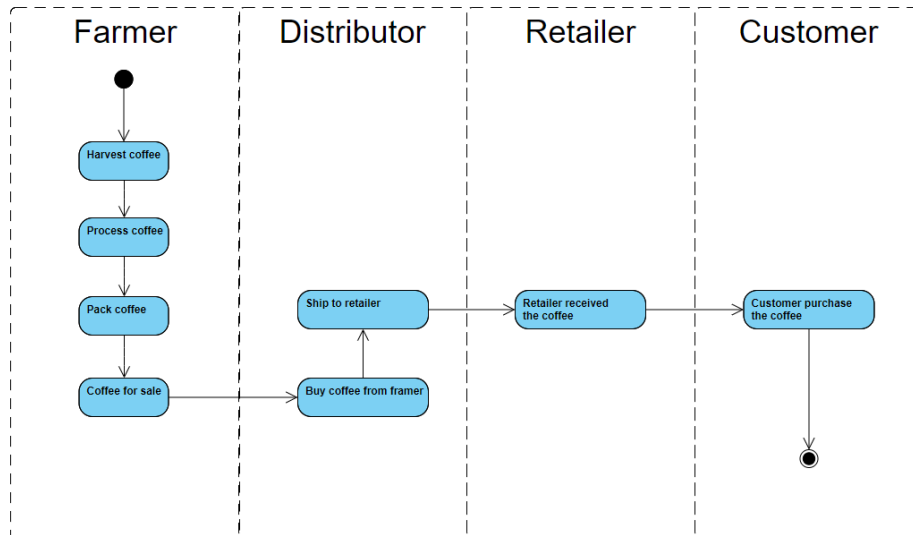 Farmer
Distributor
Retailer
Customer
Harvest coffee
Process coffee
Pack coffee
Coffee for sale
Ship to retailer
Buy coffee from framer
Retailer received
the coffee
Customer purchase
the coffee